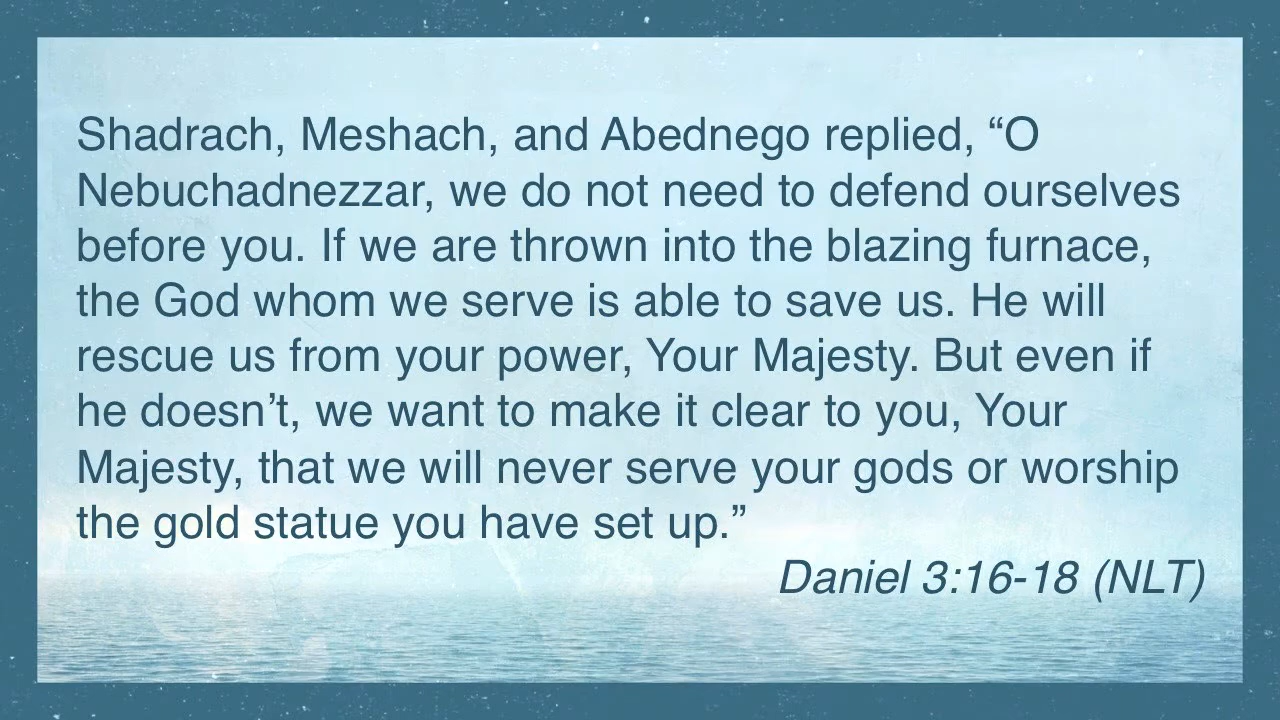 Shadrach, Meshach, and Abednego replied, “O
Nebuchadnezzar, we do not need to defend ourselves
before you. If we are thrown into the blazing furnace,
the God whom we serve is able to save us. He will
rescue us from your power, Your Majesty. But even if
he doesn’t, we want to make it clear to you, Your
Majesty, that we will never serve your gods or worship
the gold statue you have set up.”
Daniel 3:16-18 (NLT)